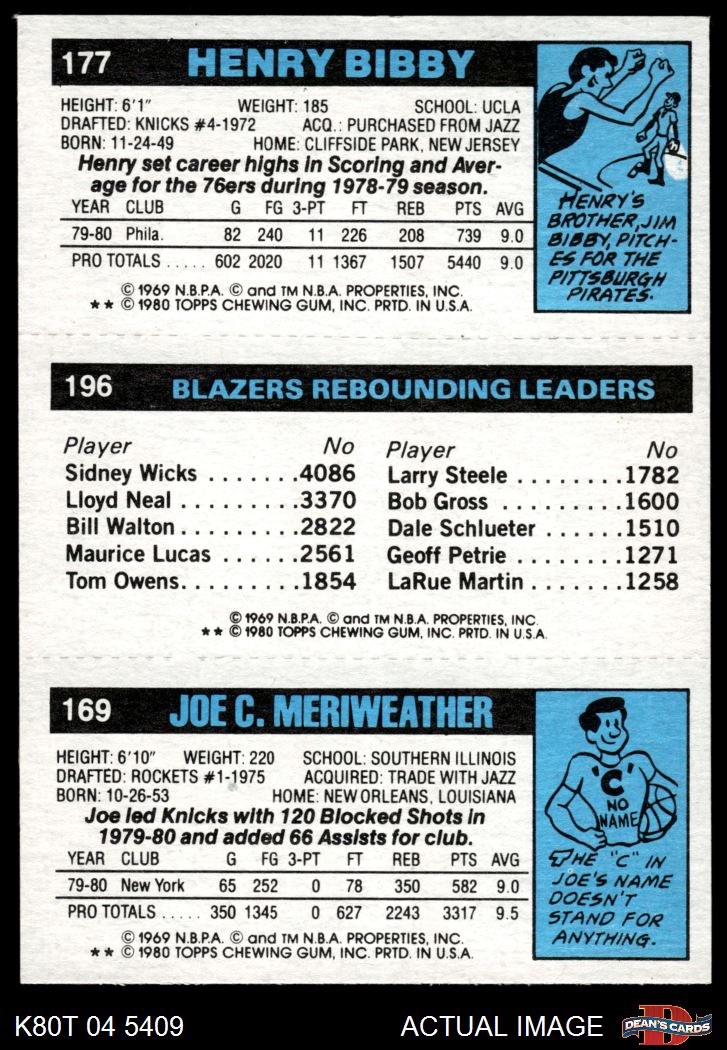 177 HENRY BIBBY
HEIGHT: 6'1" WEIGHT: 185 SCHOOL: UCLA
DRAFTED: KNICKS #4-1972 ACQ.: PURCHASED FROM JAZZ
BORN: 11-24-49 HOME: CLIFFSIDE PARK, NEW JERSEY
Henry set career highs in Scoring and Aver-
age for the 76ers during 1978-79 season.
YEAR CLUB G FG 3-PT FT REB PTS AVG
79-80 Phila. 82 240 11 226 208 739 9.0
PRO TOTALS ..... 602 2020 11 1367 1507 5440 9.0
© 1969 N.B.P.A. © and TM N.B.A. PROPERTIES, INC.
** © 1980 TOPPS CHEWING GUM, INC. PRTD. IN U.S.A.
HENRY'S
BROTHER, JIM
BIBBY, PITCH-
ES FOR THE
PITTSBURGH
PIRATES.
196 BLAZERS REBOUNDING LEADERS
Player No
Sidney Wicks .......4086
Lloyd Neal .........3370
Bill Walton.........2822
Maurice Lucas ......2561
Tom Owens.........1854
Player No
Larry Steele ........1782
Bob Gross .........1600
Dale Schlueter ......1510
Geoff Petrie ........1271
LaRue Martin .......1258
© 1969 N.B.P.A. © and TM N.B.A. PROPERTIES, INC.
** © 1980 TOPPS CHEWING GUM, INC. PRTD. IN U.S.A.
169 JOE C. MERIWEATHER
HEIGHT: 6'10" WEIGHT: 220 SCHOOL: SOUTHERN ILLINOIS
DRAFTED: ROCKETS #1-1975 ACQUIRED: TRADE WITH JAZZ
BORN: 10-26-53 HOME: NEW ORLEANS, LOUISIANA
Joe led Knicks with 120 Blocked Shots in
1979-80 and added 66 Assists for club.
YEAR CLUB G FG 3-PT FT REB PTS AVG
79-80 New York 65 252 0 78 350 582 9.0
PRO TOTALS ..... 350 1345 0 627 2243 3317 9.5
© 1969 N.B.P.A. © and TM N.B.A. PROPERTIES, INC.
** © 1980 TOPPS CHEWING GUM, INC. PRTD. IN U.S.A.
'C'
NO
NAME
THE "C" IN
JOE'S NAME
DOESN'T
STAND FOR
ANYTHING.
K80T 04 5409 ACTUAL IMAGE
D
DEAN'S CARDS